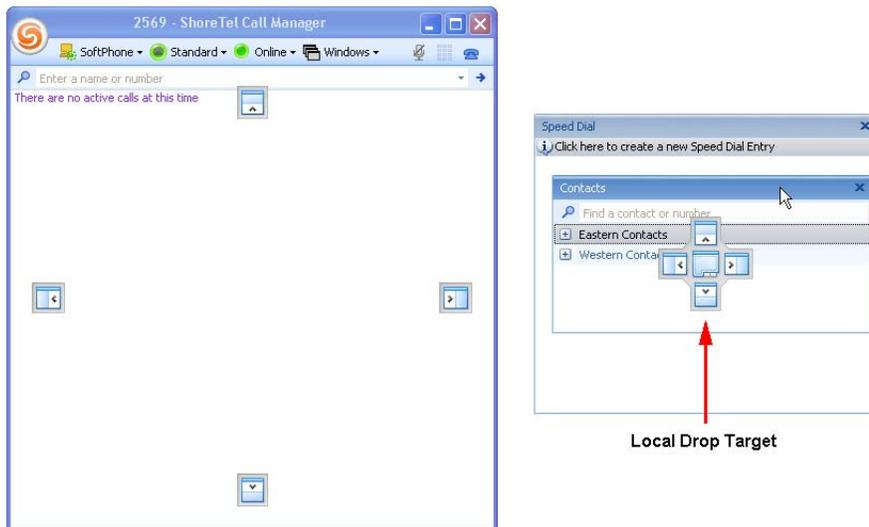 2569 - ShoreTel Call Manager
SoftPhone Standard Online Windows
Enter a name or number
There are no active calls at this time
Speed Dial
Click here to create a new Speed Dial Entry
Contacts
Find a contact or number
Eastern Contacts
Western Conta
Local Drop Target